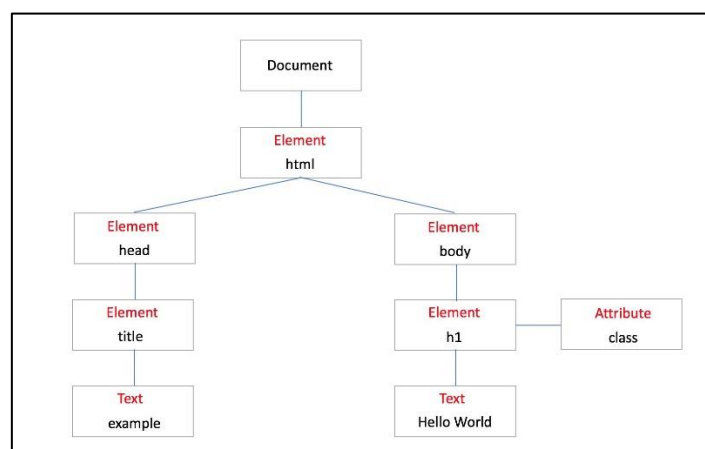 Document
Element
html
Element
head
Element
body
Element
title
Element
h1
Attribute
class
Text
example
Text
Hello World